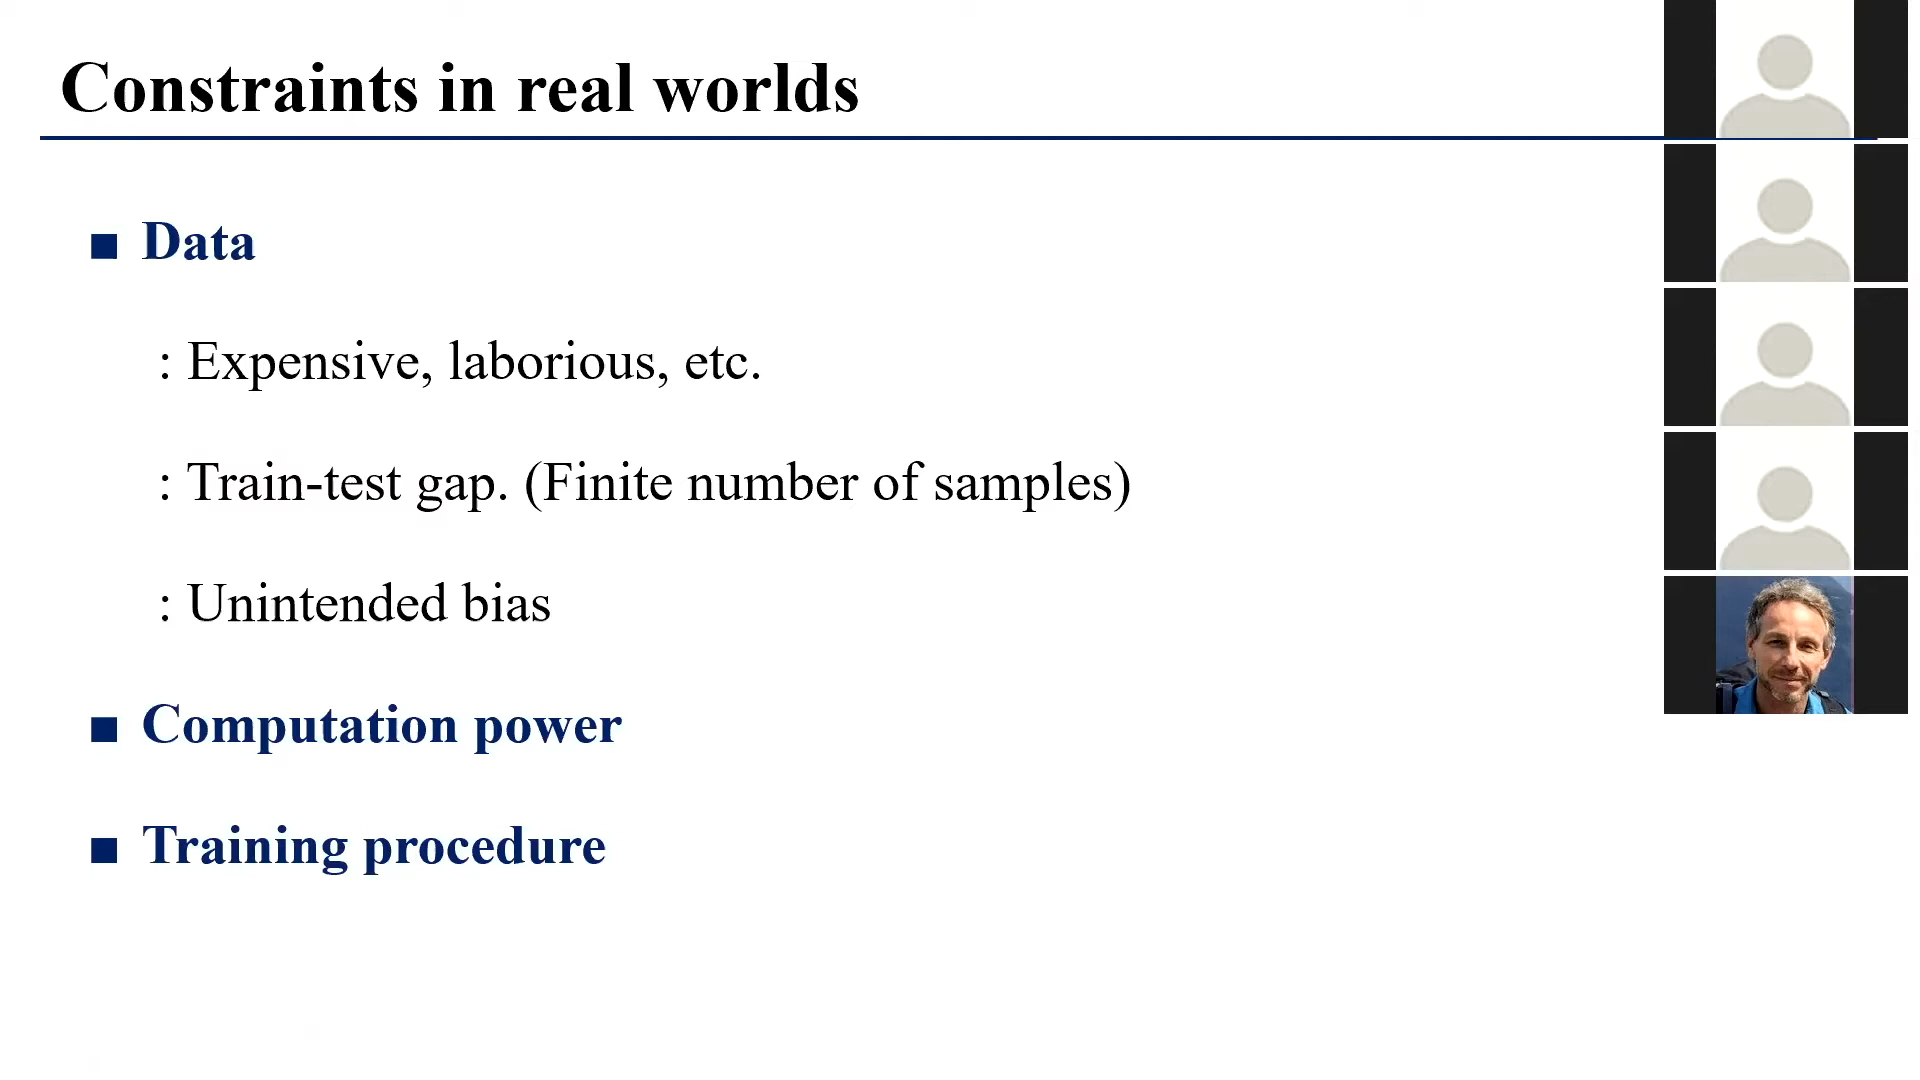 Constraints in real worlds
■ Data
: Expensive, laborious, etc.
: Train-test gap. (Finite number of samples)
: Unintended bias
■ Computation power
■ Training procedure